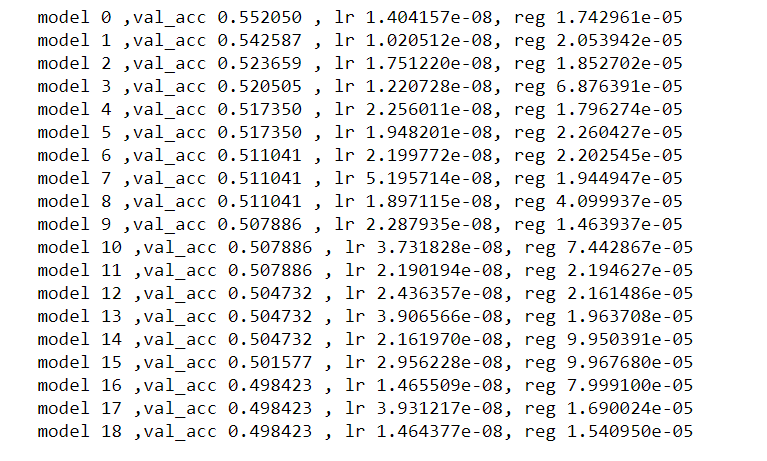 model 0 ,val_acc 0.552050 , lr 1.404157e-08, reg 1.742961e-05
model 1 ,val_acc 0.542587 , lr 1.020512e-08, reg 2.053942e-05
model 2 ,val_acc 0.523659 , lr 1.751220e-08, reg 1.852702e-05
model 3 ,val_acc 0.520505 , lr 1.220728e-08, reg 6.876391e-05
model 4 ,val_acc 0.517350 , lr 2.256011e-08, reg 1.796274e-05
model 5 ,val_acc 0.517350 , lr 1.948201e-08, reg 2.260427e-05
model 6 ,val_acc 0.511041 , lr 2.199772e-08, reg 2.202545e-05
model 7 ,val_acc 0.511041 , lr 5.195714e-08, reg 1.944947e-05
model 8 ,val_acc 0.511041 , lr 1.897115e-08, reg 4.099937e-05
model 9 ,val_acc 0.507886 , lr 2.287935e-08, reg 1.463937e-05
model 10 ,val_acc 0.507886 , lr 3.731828e-08, reg 7.442867e-05
model 11 ,val_acc 0.507886 , lr 2.190194e-08, reg 2.194627e-05
model 12 ,val_acc 0.504732 , lr 2.436357e-08, reg 2.161486e-05
model 13 ,val_acc 0.504732 , lr 3.906566e-08, reg 1.963708e-05
model 14 ,val_acc 0.504732 , lr 2.161970e-08, reg 9.950391e-05
model 15 ,val_acc 0.501577 , lr 2.956228e-08, reg 9.967680e-05
model 16 ,val_acc 0.498423 , lr 1.465509e-08, reg 7.999100e-05
model 17 ,val_acc 0.498423 , lr 3.931217e-08, reg 1.690024e-05
model 18 ,val_acc 0.498423 , lr 1.464377e-08, reg 1.540950e-05